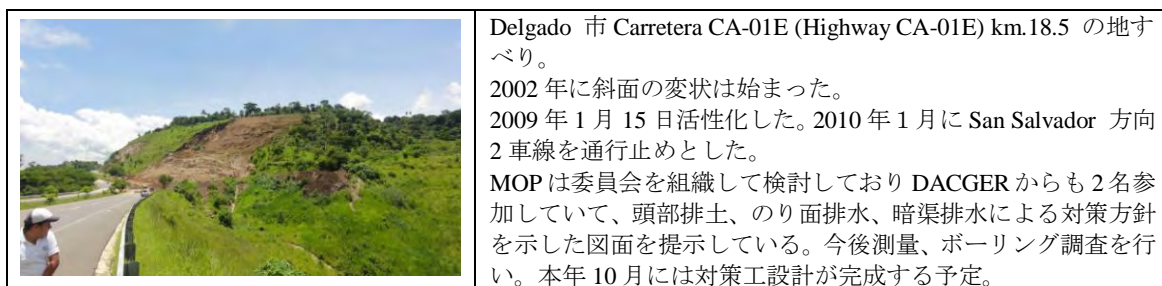 Delgado 市 Carretera CA-01E (Highway CA-01E) km.18.5 の地す
べり。
2002 年に斜面の変状は始まった。
2009 年 1 月 15 日活性化した。2010 年 1 月に San Salvador 方向
2 車線を通行止めとした。
MOP は委員会を組織して検討しており DACGER からも 2 名参
加していて、頭部排土、のり面排水、暗渠排水による対策方針
を示した図面を提示している。今後測量、ボーリング調査を行
い。本年 10 月には対策工設計が完成する予定。